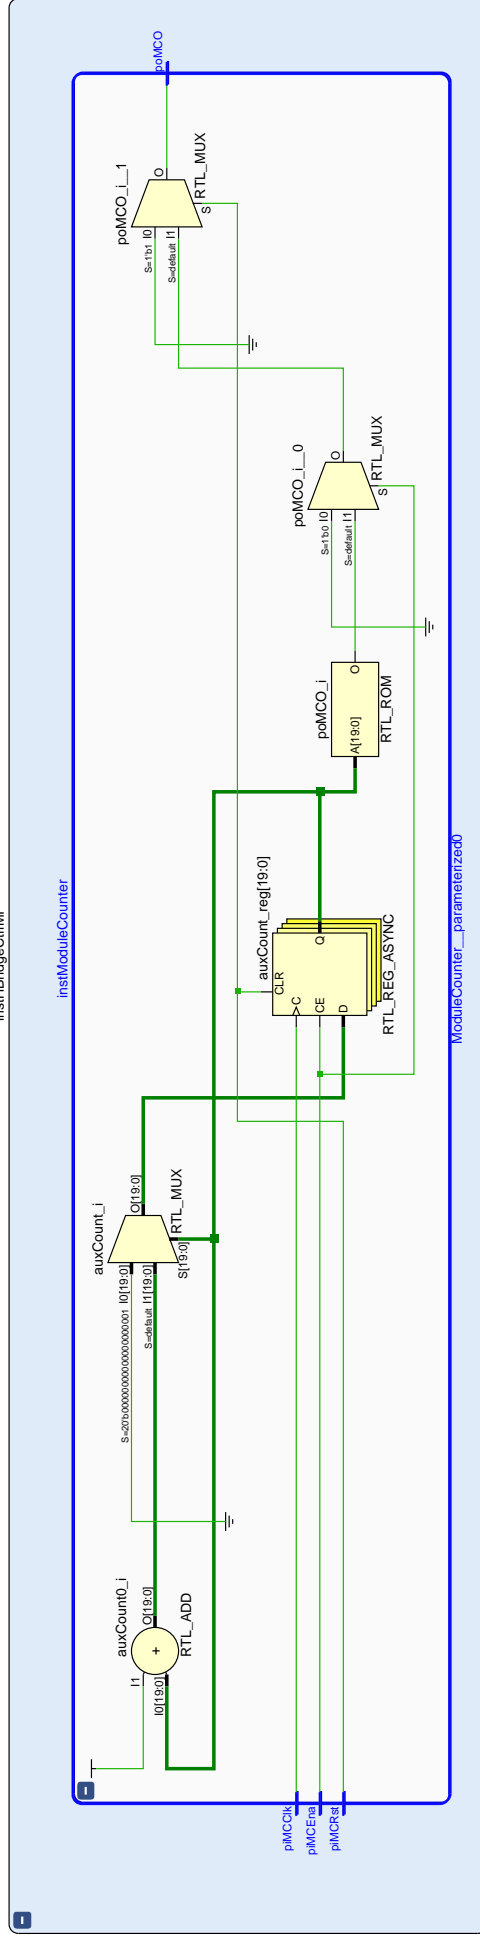 instModuleCounter
auxCount0_i
I1
I0[19:0]
+
O[19:0]
RTL_ADD
auxCount_i
S=20'b00000000000000000001 I0[19:0]
S=default I1[19:0]
O[19:0]
S[19:0]
RTL_MUX
piMCClk
piMCEna
piMCRst
auxCount_reg[19:0]
CLR
C
CE
D
Q
RTL_REG_ASYNC
poMCO_i
A[19:0]
O
RTL_ROM
poMCO_i__0
S=1'b0 I0
S=default I1
O
S
RTL_MUX
poMCO_i__1
S=1'b1 I0
S=default I1
O
S
RTL_MUX
poMCO
ModuleCounter__parameterized0